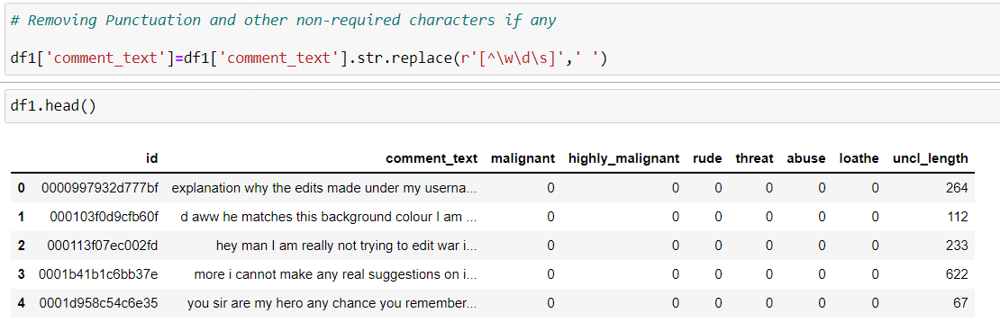 # Removing Punctuation and other non-required characters if any
df1['comment_text']=df1['comment_text'].str.replace(r'[^\w\d\s]',' ')
df1.head()
id comment_text malignant highly_malignant rude threat abuse loathe uncl_length
0 0000997932d777bf explanation why the edits made under my userna... 0 0 0 0 0 0 264
1 000103f0d9cfb60f d aww he matches this background colour I am ... 0 0 0 0 0 0 112
2 000113f07ec002fd hey man I am really not trying to edit war i... 0 0 0 0 0 0 233
3 0001b41b1c6bb37e more i cannot make any real suggestions on i... 0 0 0 0 0 0 622
4 0001d958c54c6e35 you sir are my hero any chance you remember... 0 0 0 0 0 0 67